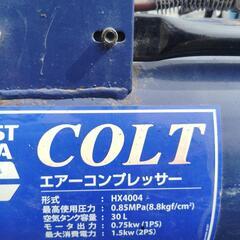 ST
COLT
A
エアーコンプレッサー
形式 : HX4004
最高使用圧力 : 0.85MPa(8.8kgf/cm²)
空気タンク容量 : 30L
モータ出力 : 0.75kw(1PS)
最大消費電力 : 1.5kw(2PS)